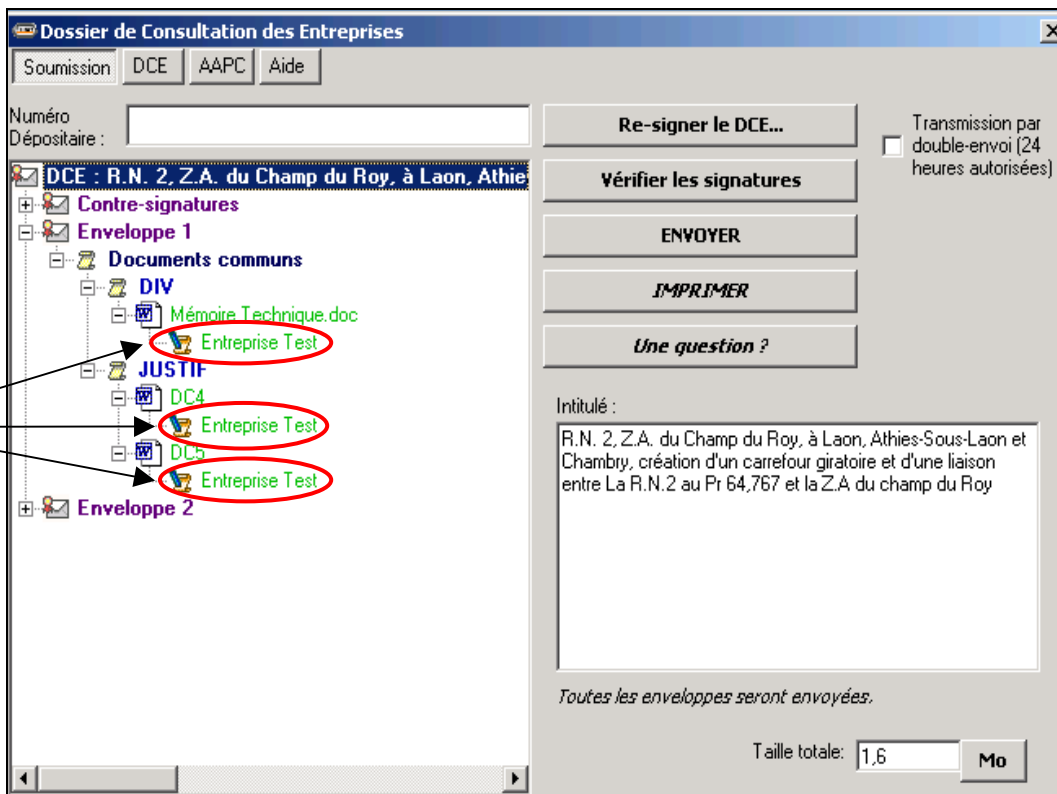 Dossier de Consultation des Entreprises
Soumission DCE AAPC Aide
Numéro
Dépositaire :
DCE : R.N. 2, Z.A. du Champ du Roy, à Laon, Athie
Contre-signatures
Enveloppe 1
Documents communs
DIV
Mémoire Technique.doc
Entreprise Test
JUSTIF
DC4
Entreprise Test
DC5
Entreprise Test
Enveloppe 2
Re-signer le DCE...
Vérifier les signatures
ENVOYER
IMPRIMER
Une question ?
Transmission par
double-envoi (24
heures autorisées)
Intitulé :
R.N. 2, Z.A. du Champ du Roy, à Laon, Athies-Sous-Laon et
Chambry, création d'un carrefour giratoire et d'une liaison
entre La R.N.2 au Pr 64,767 et la Z.A du champ du Roy
Toutes les enveloppes seront envoyées.
Taille totale: 1,6 Mo